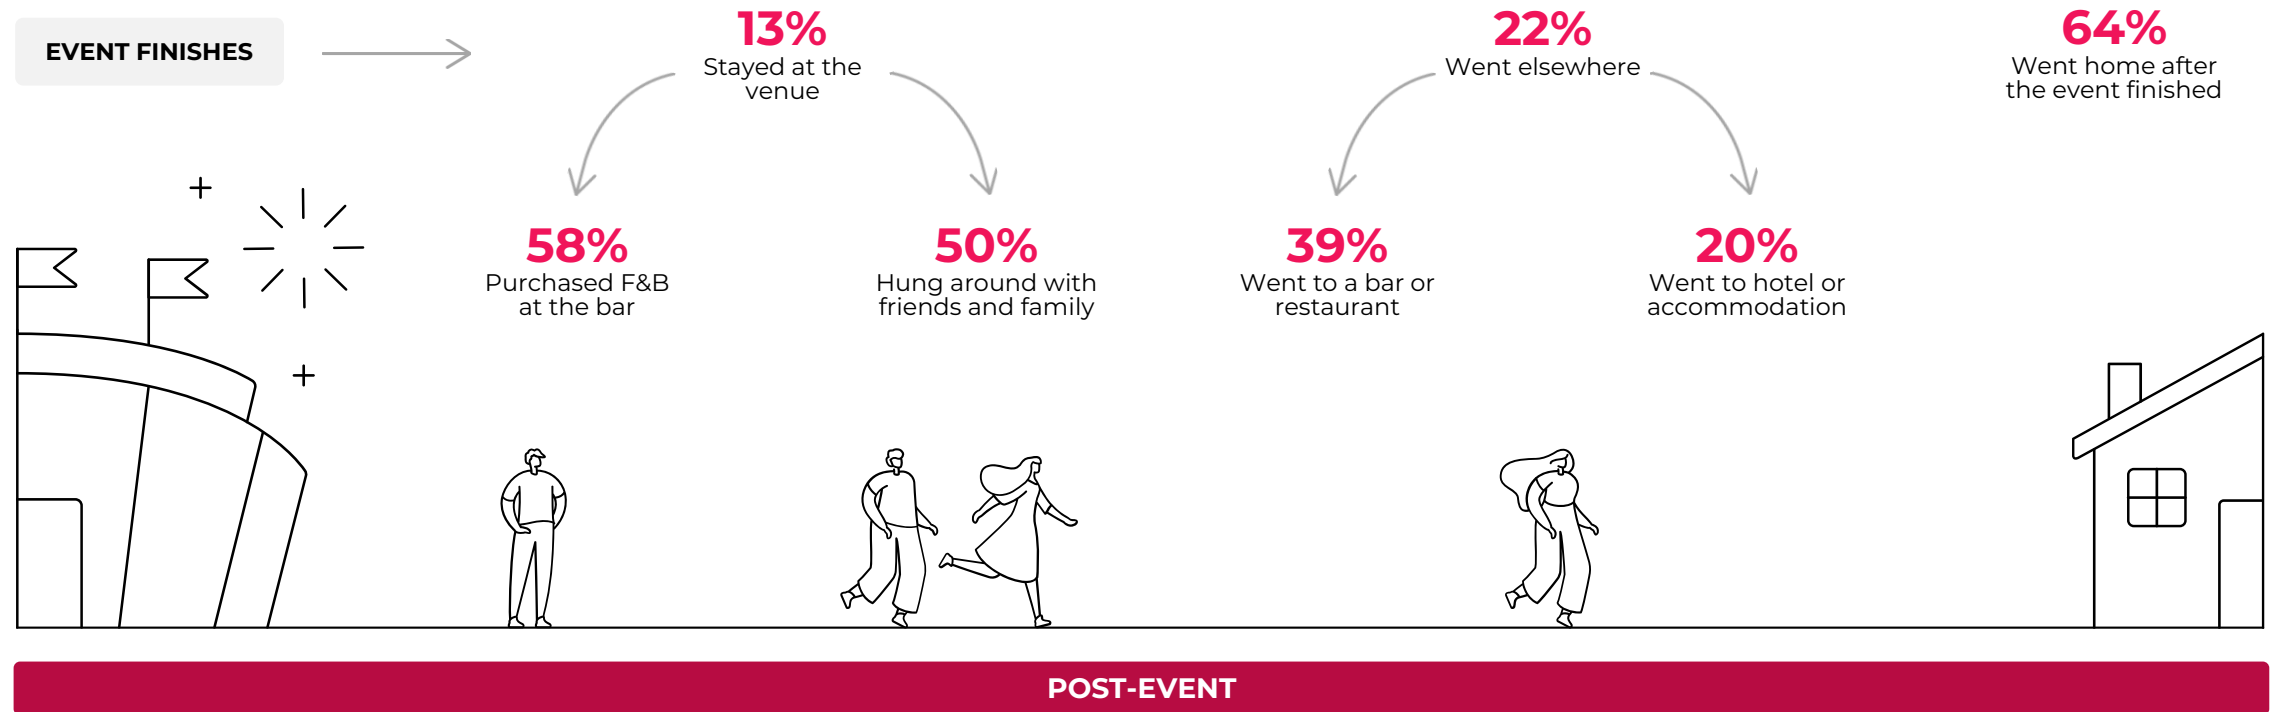 EVENT FINISHES
13%
Stayed at the
venue
22%
Went elsewhere
64%
Went home after
the event finished
58%
Purchased F&B
at the bar
50%
Hung around with
friends and family
39%
Went to a bar or
restaurant
20%
Went to hotel or
accommodation
POST-EVENT